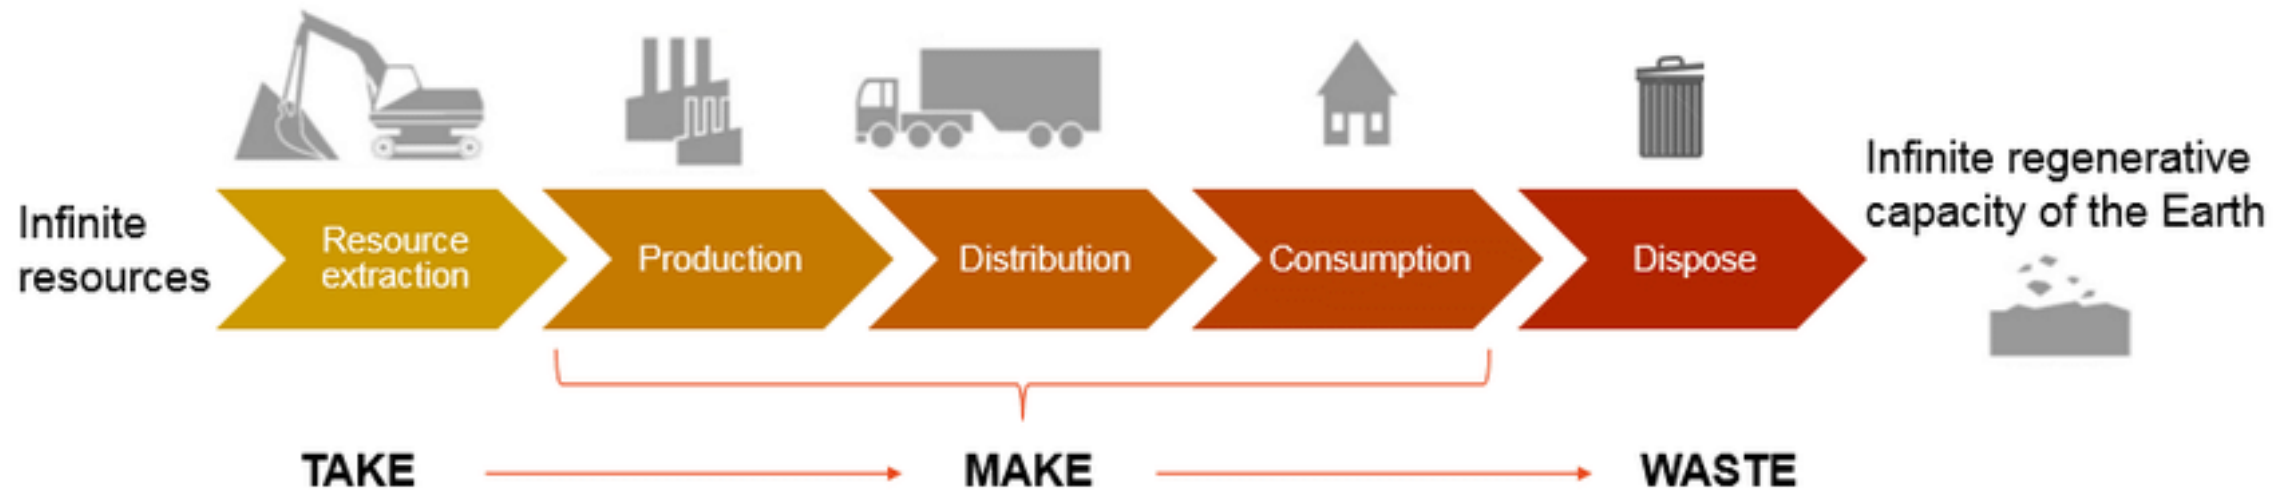 Infinite
resources
Resource
extraction
Production
Distribution
Consumption
Dispose
Infinite regenerative
capacity of the Earth
TAKE
MAKE
WASTE